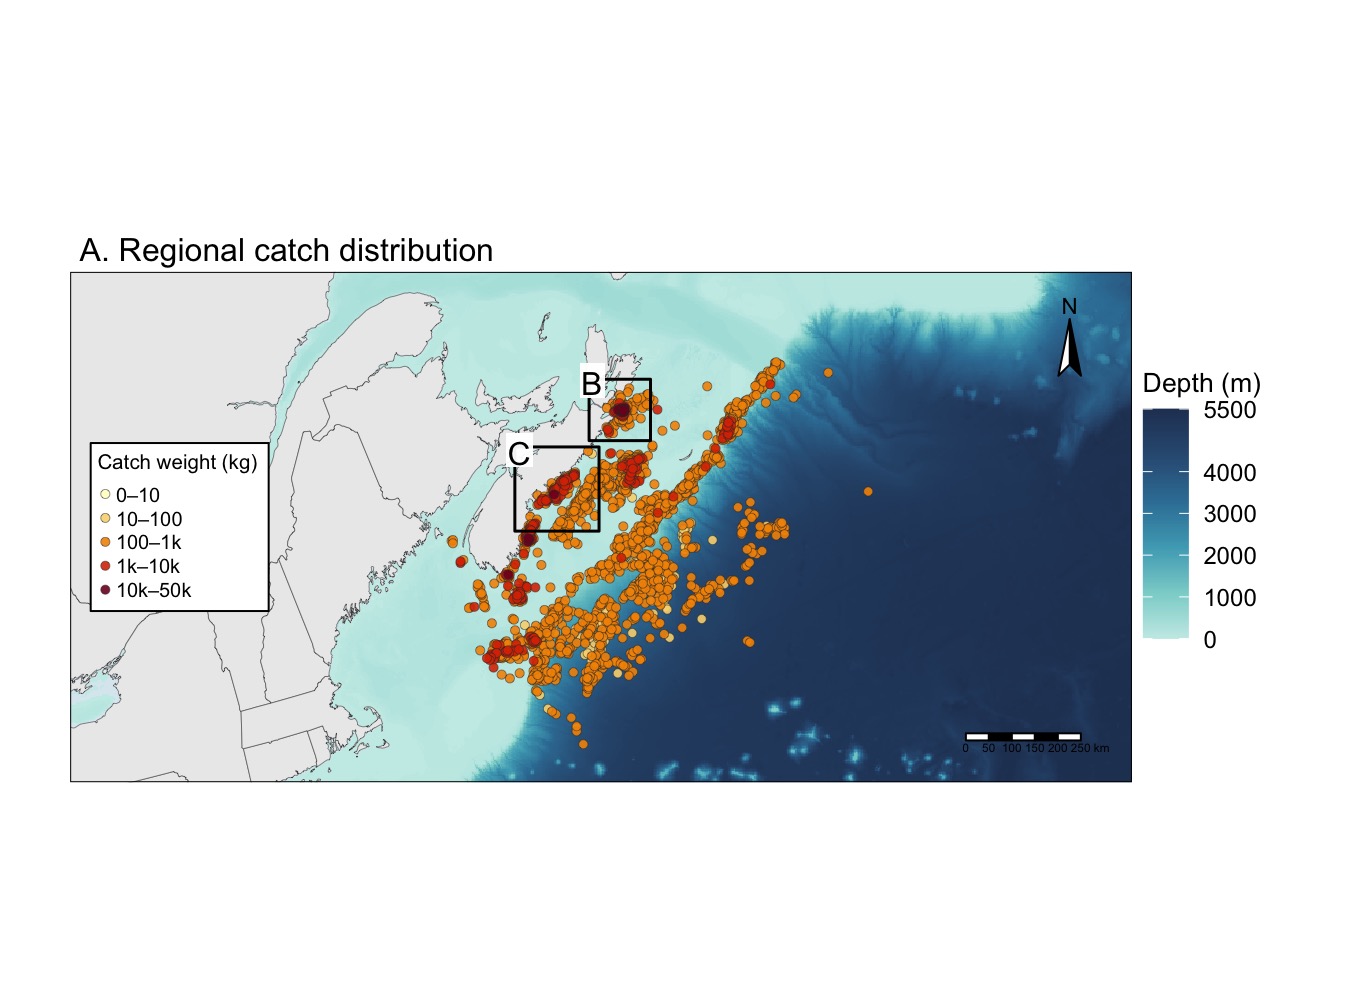 A. Regional catch distribution
N
B
C
Catch weight (kg)
0–10
10–100
100–1k
1k–10k
10k–50k
Depth (m)
5500
4000
3000
2000
1000
0
0 50 100 150 200 250 km